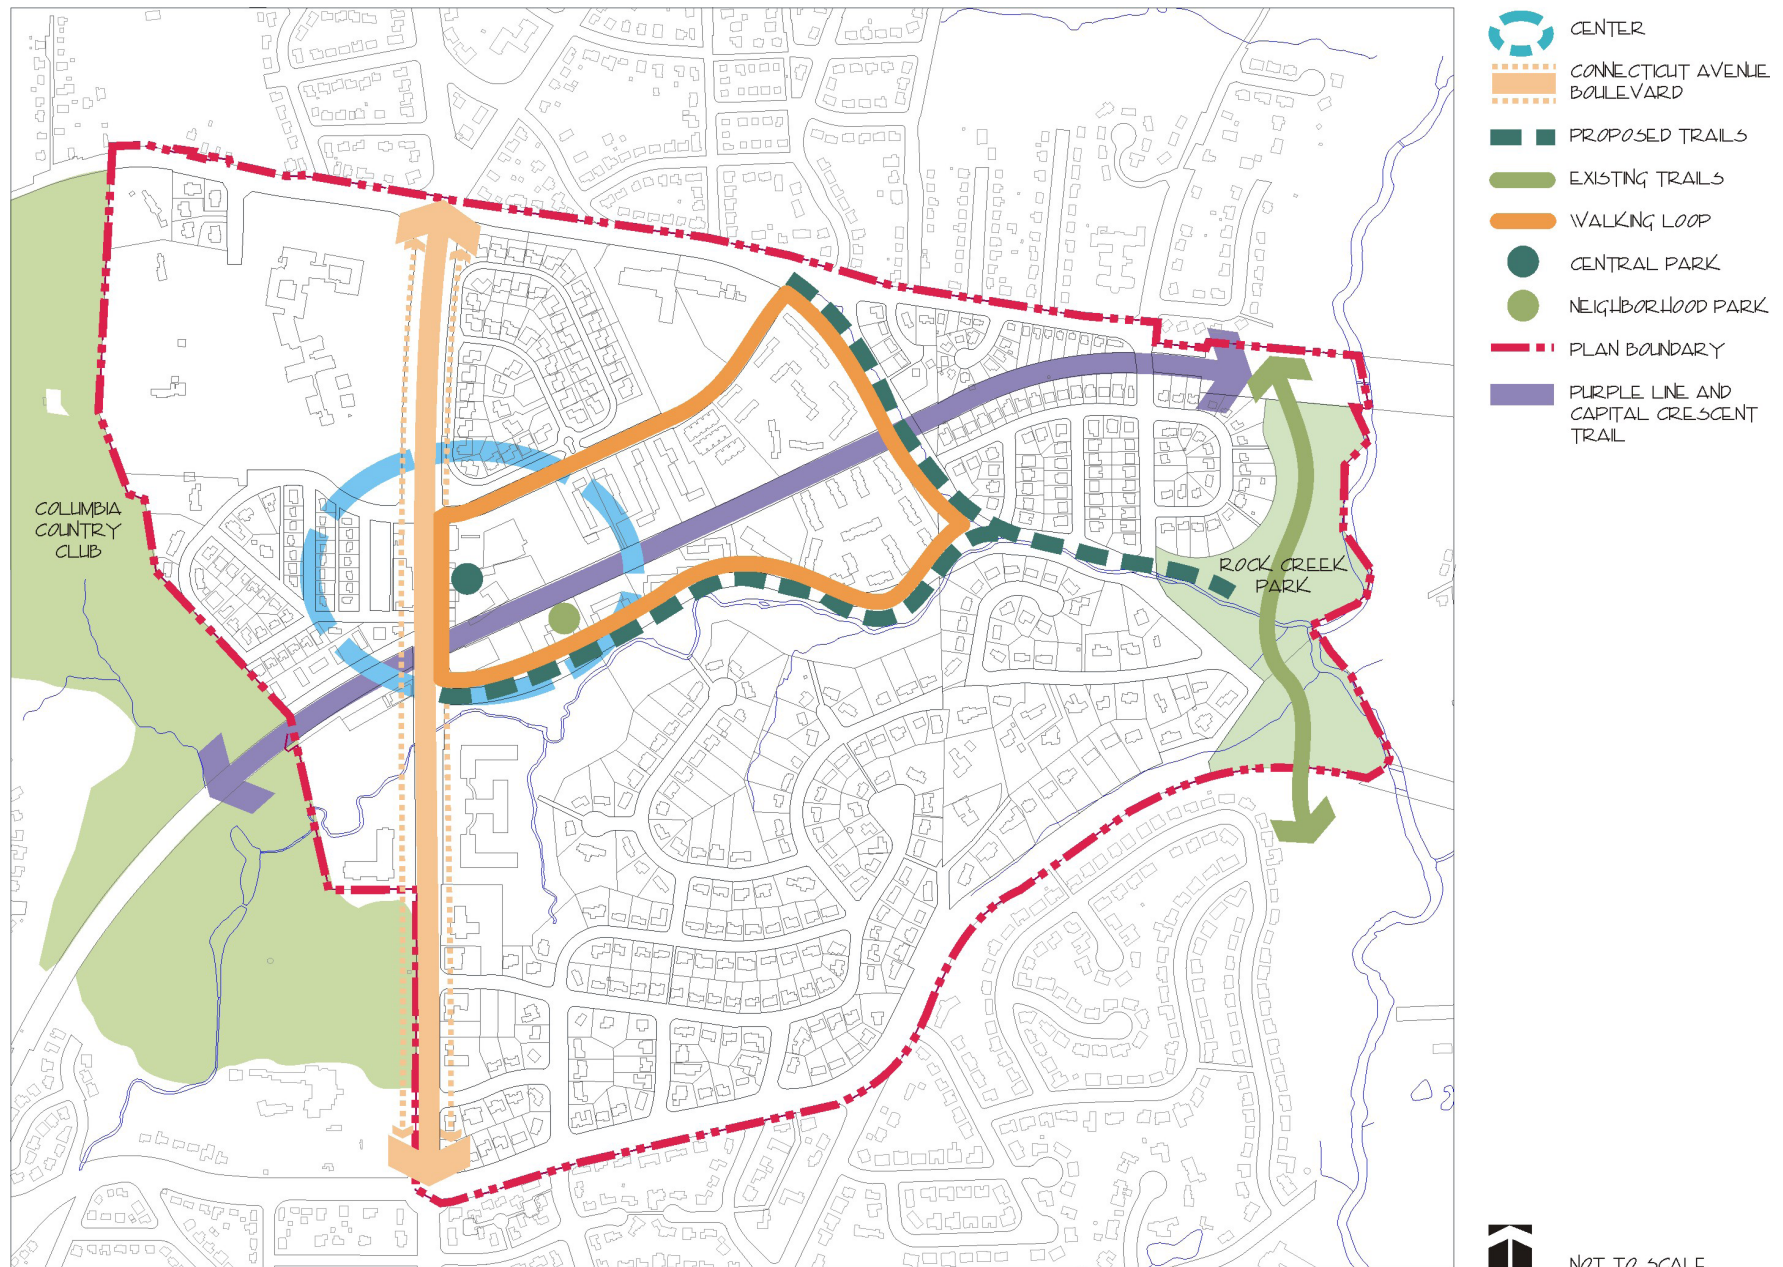 CENTER
CONNECTICUT AVENUE
BOULEVARD
PROPOSED TRAILS
EXISTING TRAILS
WALKING LOOP
CENTRAL PARK
NEIGHBORHOOD PARK
PLAN BOUNDARY
PURPLE LINE AND
CAPITAL CRESCENT
TRAIL
COLUMBIA
COUNTRY
CLUB
ROCK CREEK
PARK
NOT TO SCALE